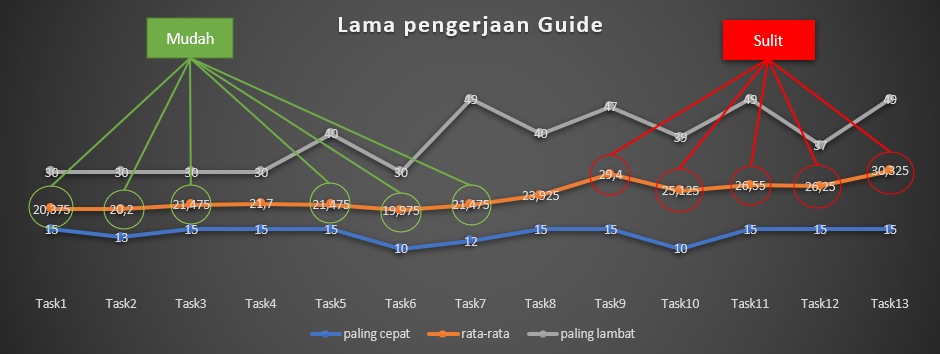 Lama pengerjaan Guide
Mudah
Sulit
30 30 30 30 40 30 49 40 47 39 49 37 49
20,375 20,2 21,475 21,7 21,475 19,975 21,475 23,925 29,4 25,125 26,55 26,25 30,325
15 13 15 15 15 10 12 15 15 10 15 15 15
Task1 Task2 Task3 Task4 Task5 Task6 Task7 Task8 Task9 Task10 Task11 Task12 Task13
paling cepat rata-rata paling lambat